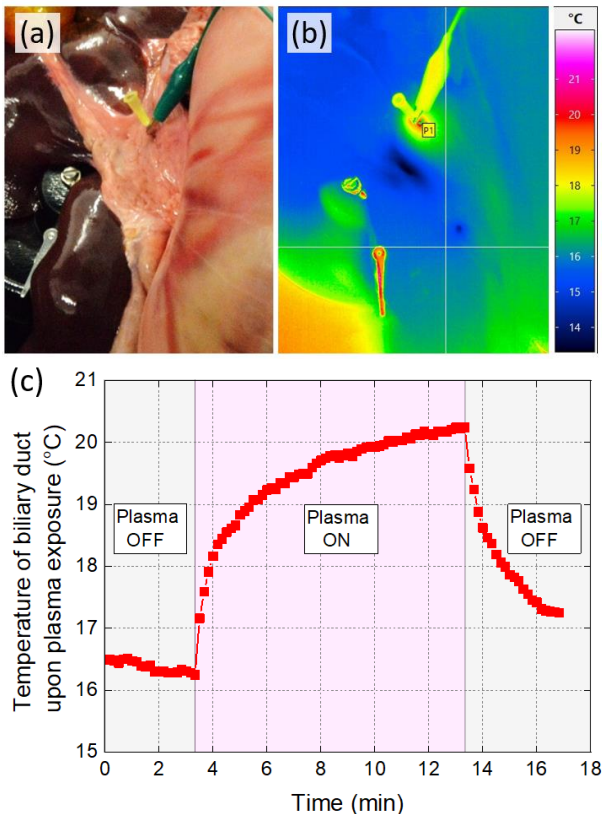 (a)
(b)
°C
21
20
19
18
17
16
15
14
P1
(c)
Temperature of biliary duct
upon plasma exposure (°C)
21
20
19
18
17
16
15
Plasma
OFF
Plasma
ON
Plasma
OFF
0 2 4 6 8 10 12 14 16 18
Time (min)